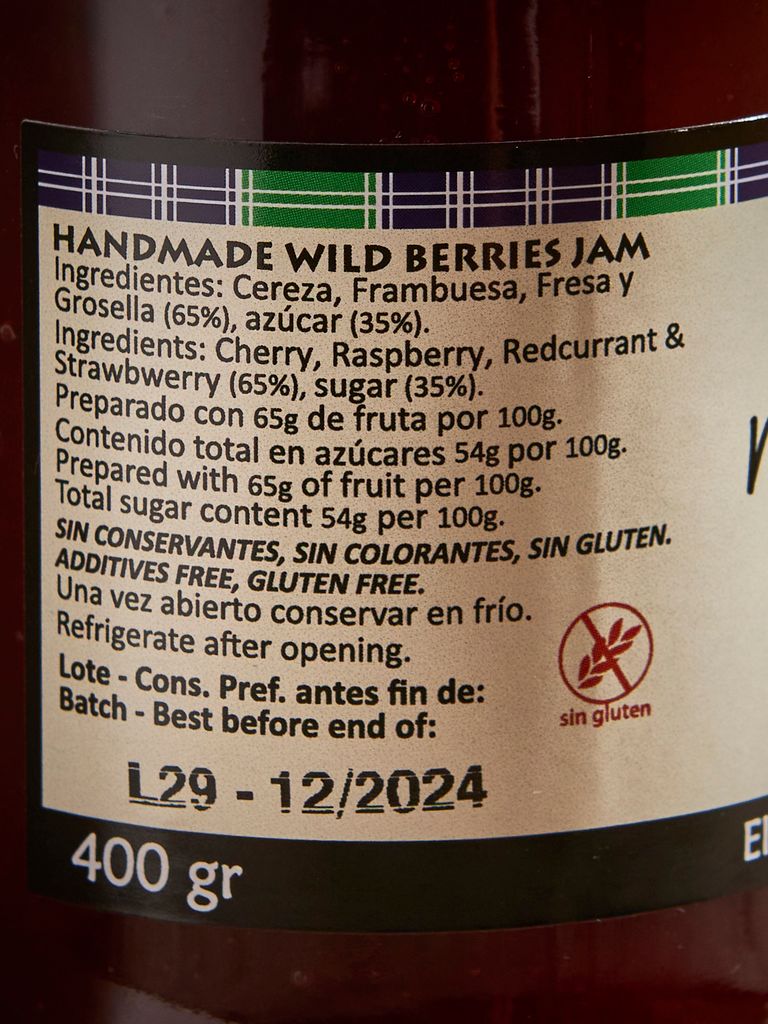 HANDMADE WILD BERRIES JAM
Ingredientes: Cereza, Frambuesa, Fresa y
Grosella (65%), azúcar (35%).
Ingredients: Cherry, Raspberry, Redcurrant &
Strawbwerry (65%), sugar (35%).
Preparado con 65g de fruta por 100g.
Contenido total en azúcares 54g por 100g.
Prepared with 65g of fruit per 100g.
Total sugar content 54g per 100g.
SIN CONSERVANTES, SIN COLORANTES, SIN GLUTEN.
ADDITIVES FREE, GLUTEN FREE.
Una vez abierto conservar en frío.
Refrigerate after opening.
sin gluten
Lote - Cons. Pref. antes fin de:
Batch - Best before end of:
L29 - 12/2024
400 gr